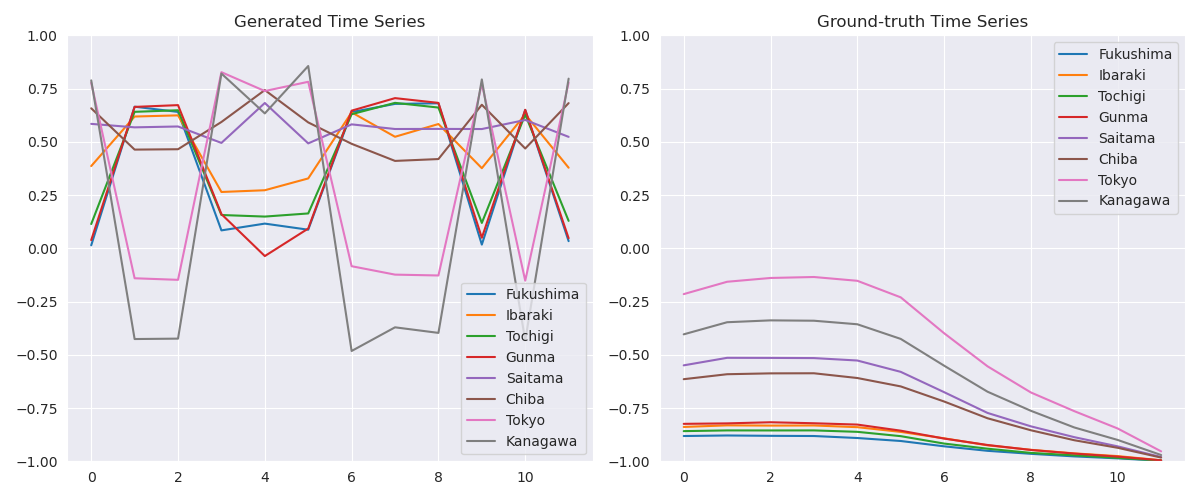 Generated Time Series
1.00
0.75
0.50
0.25
0.00
−0.25
−0.50
−0.75
−1.00
0
2
4
6
8
10
Fukushima
Ibaraki
Tochigi
Gunma
Saitama
Chiba
Tokyo
Kanagawa
Ground-truth Time Series
1.00
0.75
0.50
0.25
0.00
−0.25
−0.50
−0.75
−1.00
0
2
4
6
8
10
Fukushima
Ibaraki
Tochigi
Gunma
Saitama
Chiba
Tokyo
Kanagawa